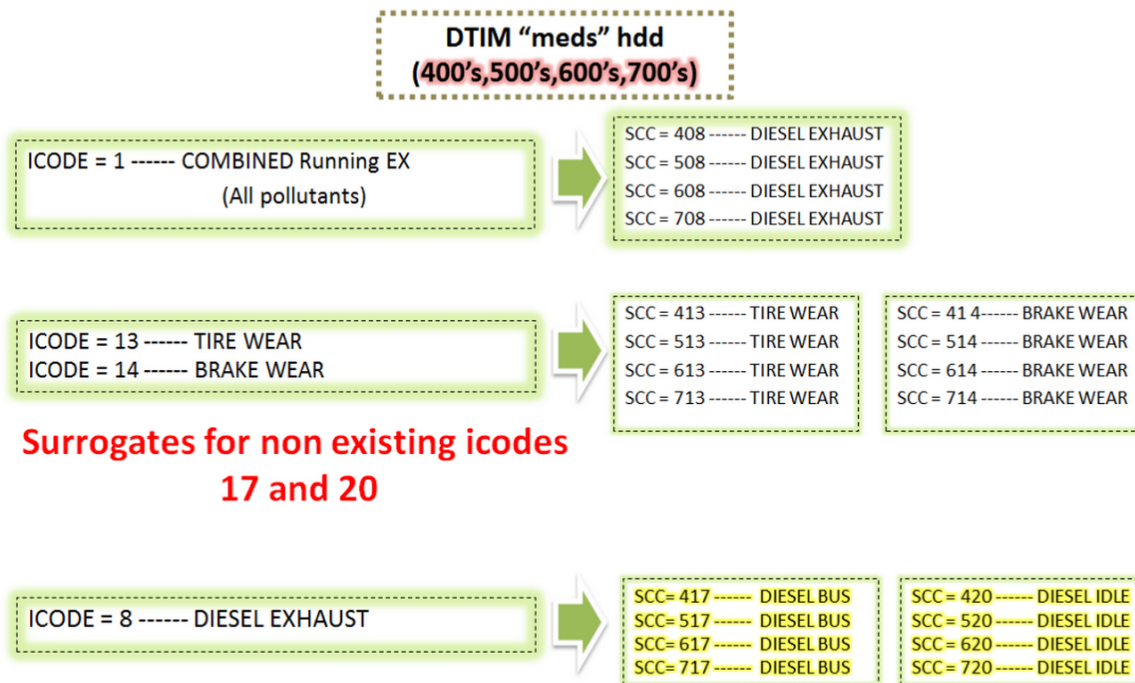 DTIM “meds” hdd
(400’s,500’s,600’s,700’s)
ICODE = 1 ------ COMBINED Running EX
(All pollutants)
SCC = 408 ------ DIESEL EXHAUST
SCC = 508 ------ DIESEL EXHAUST
SCC = 608 ------ DIESEL EXHAUST
SCC = 708 ------ DIESEL EXHAUST
ICODE = 13 ------ TIRE WEAR
ICODE = 14 ------ BRAKE WEAR
SCC = 413 ------ TIRE WEAR
SCC = 513 ------ TIRE WEAR
SCC = 613 ------ TIRE WEAR
SCC = 713 ------ TIRE WEAR
SCC = 41 4------ BRAKE WEAR
SCC = 514 ------ BRAKE WEAR
SCC = 614 ------ BRAKE WEAR
SCC = 714 ------ BRAKE WEAR
Surrogates for non existing icodes
17 and 20
ICODE = 8 ------ DIESEL EXHAUST
SCC= 417 ------ DIESEL BUS
SCC= 517 ------ DIESEL BUS
SCC= 617 ------ DIESEL BUS
SCC= 717 ------ DIESEL BUS
SCC = 420 ------ DIESEL IDLE
SCC = 520 ------ DIESEL IDLE
SCC = 620 ------ DIESEL IDLE
SCC = 720 ------ DIESEL IDLE